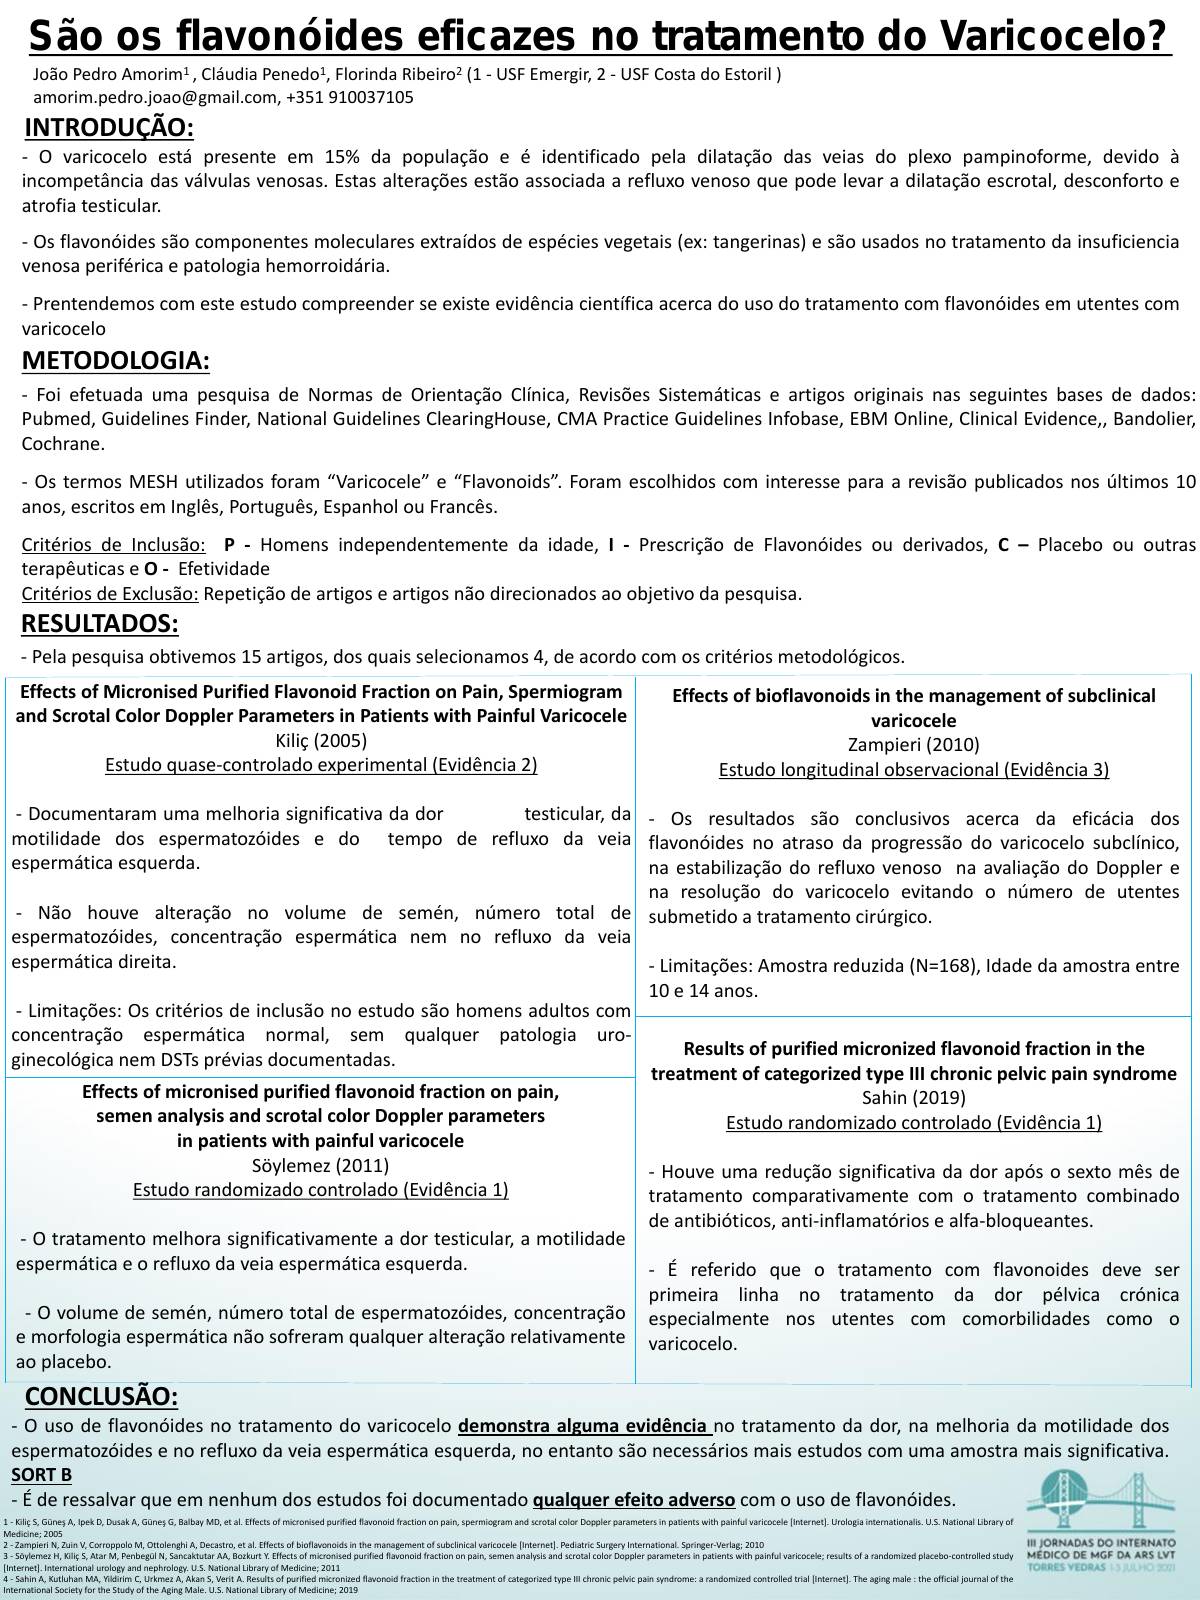 São os flavonóides eficazes no tratamento do Varicocelo?
João Pedro Amorim¹ , Cláudia Penedo¹, Florinda Ribeiro² (1 - USF Emergir, 2 - USF Costa do Estoril )
amorim.pedro.joao@gmail.com, +351 910037105
INTRODUÇÃO:
- O varicocelo está presente em 15% da população e é identificado pela dilatação das veias do plexo pampinoforme, devido à
incompetância das válvulas venosas. Estas alterações estão associada a refluxo venoso que pode levar a dilatação escrotal, desconforto e
atrofia testicular.
- Os flavonóides são componentes moleculares extraídos de espécies vegetais (ex: tangerinas) e são usados no tratamento da insuficiencia
venosa periférica e patologia hemorroidária.
- Prentendemos com este estudo compreender se existe evidência científica acerca do uso do tratamento com flavonóides em utentes com
varicocelo
METODOLOGIA:
- Foi efetuada uma pesquisa de Normas de Orientação Clínica, Revisões Sistemáticas e artigos originais nas seguintes bases de dados:
Pubmed, Guidelines Finder, National Guidelines ClearingHouse, CMA Practice Guidelines Infobase, EBM Online, Clinical Evidence,, Bandolier,
Cochrane.
- Os termos MESH utilizados foram “Varicocele” e “Flavonoids”. Foram escolhidos com interesse para a revisão publicados nos últimos 10
anos, escritos em Inglês, Português, Espanhol ou Francês.
Critérios de Inclusão: P - Homens independentemente da idade, I - Prescrição de Flavonóides ou derivados, C – Placebo ou outras
terapêuticas e O - Efetividade
Critérios de Exclusão: Repetição de artigos e artigos não direcionados ao objetivo da pesquisa.
RESULTADOS:
- Pela pesquisa obtivemos 15 artigos, dos quais selecionamos 4, de acordo com os critérios metodológicos.
Effects of Micronised Purified Flavonoid Fraction on Pain, Spermiogram
and Scrotal Color Doppler Parameters in Patients with Painful Varicocele
Kiliç (2005)
Estudo quase-controlado experimental (Evidência 2)
- Documentaram uma melhoria significativa da dor testicular, da
motilidade dos espermatozóides e do tempo de refluxo da veia
espermática esquerda.
- Não houve alteração no volume de semén, número total de
espermatozóides, concentração espermática nem no refluxo da veia
espermática direita.
- Limitações: Os critérios de inclusão no estudo são homens adultos com
concentração espermática normal, sem qualquer patologia uro-
ginecológica nem DSTs prévias documentadas.
Effects of micronised purified flavonoid fraction on pain,
semen analysis and scrotal color Doppler parameters
in patients with painful varicocele
Söylemez (2011)
Estudo randomizado controlado (Evidência 1)
- O tratamento melhora significativamente a dor testicular, a motilidade
espermática e o refluxo da veia espermática esquerda.
- O volume de semén, número total de espermatozóides, concentração
e morfologia espermática não sofreram qualquer alteração relativamente
ao placebo.
Effects of bioflavonoids in the management of subclinical
varicocele
Zampieri (2010)
Estudo longitudinal observacional (Evidência 3)
- Os resultados são conclusivos acerca da eficácia dos
flavonóides no atraso da progressão do varicocelo subclínico,
na estabilização do refluxo venoso na avaliação do Doppler e
na resolução do varicocelo evitando o número de utentes
submetido a tratamento cirúrgico.
- Limitações: Amostra reduzida (N=168), Idade da amostra entre
10 e 14 anos.
Results of purified micronized flavonoid fraction in the
treatment of categorized type III chronic pelvic pain syndrome
Sahin (2019)
Estudo randomizado controlado (Evidência 1)
- Houve uma redução significativa da dor após o sexto mês de
tratamento comparativamente com o tratamento combinado
de antibióticos, anti-inflamatórios e alfa-bloqueantes.
- É referido que o tratamento com flavonoides deve ser
primeira linha no tratamento da dor pélvica crónica
especialmente nos utentes com comorbilidades como o
varicocelo.
CONCLUSÃO:
- O uso de flavonóides no tratamento do varicocelo demonstra alguma evidência no tratamento da dor, na melhoria da motilidade dos
espermatozóides e no refluxo da veia espermática esquerda, no entanto são necessários mais estudos com uma amostra mais significativa.
SORT B
- É de ressalvar que em nenhum dos estudos foi documentado qualquer efeito adverso com o uso de flavonóides.
1 - Kiliç S, Güneş A, Ipek D, Dusak A, Güneş G, Balbay MD, et al. Effects of micronised purified flavonoid fraction on pain, spermiogram and scrotal color Doppler parameters in patients with painful varicocele [Internet]. Urologia internationalis. U.S. National Library of
Medicine; 2005
2 - Zampieri N, Zuin V, Corroppolo M, Ottolenghi A, Decastro, et al. Effects of bioflavonoids in the management of subclinical varicocele [Internet]. Pediatric Surgery International. Springer-Verlag; 2010
3 - Söylemez H, Kiliç S, Atar M, Penbegül N, Sancaktutar AA, Bozkurt Y. Effects of micronised purified flavonoid fraction on pain, semen analysis and scrotal color Doppler parameters in patients with painful varicocele; results of a randomized placebo-controlled study
[Internet]. International urology and nephrology. U.S. National Library of Medicine; 2011
4 - Sahin A, Kutluhan MA, Yildirim C, Urkmez A, Akan S, Verit A. Results of purified micronized flavonoid fraction in the treatment of categorized type III chronic pelvic pain syndrome: a randomized controlled trial [Internet]. The aging male : the official journal of the
International Society for the Study of the Aging Male. U.S. National Library of Medicine; 2019
III JORNADAS DO INTERNATO
MÉDICO DE MGF DA ARS LVT
TORRES VEDRAS 1-3 JULHO 2021